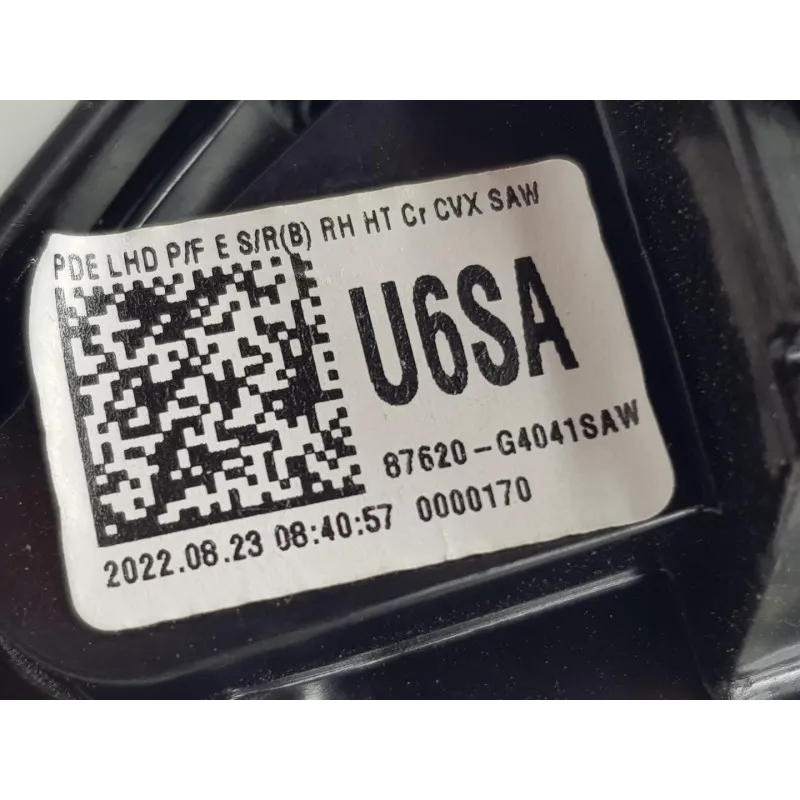 PDE LHD P/F E S/R(B) RH HT Cr CVX SAW
U6SA
87620-G4041SAW
2022.08.23 08:40:57 0000170